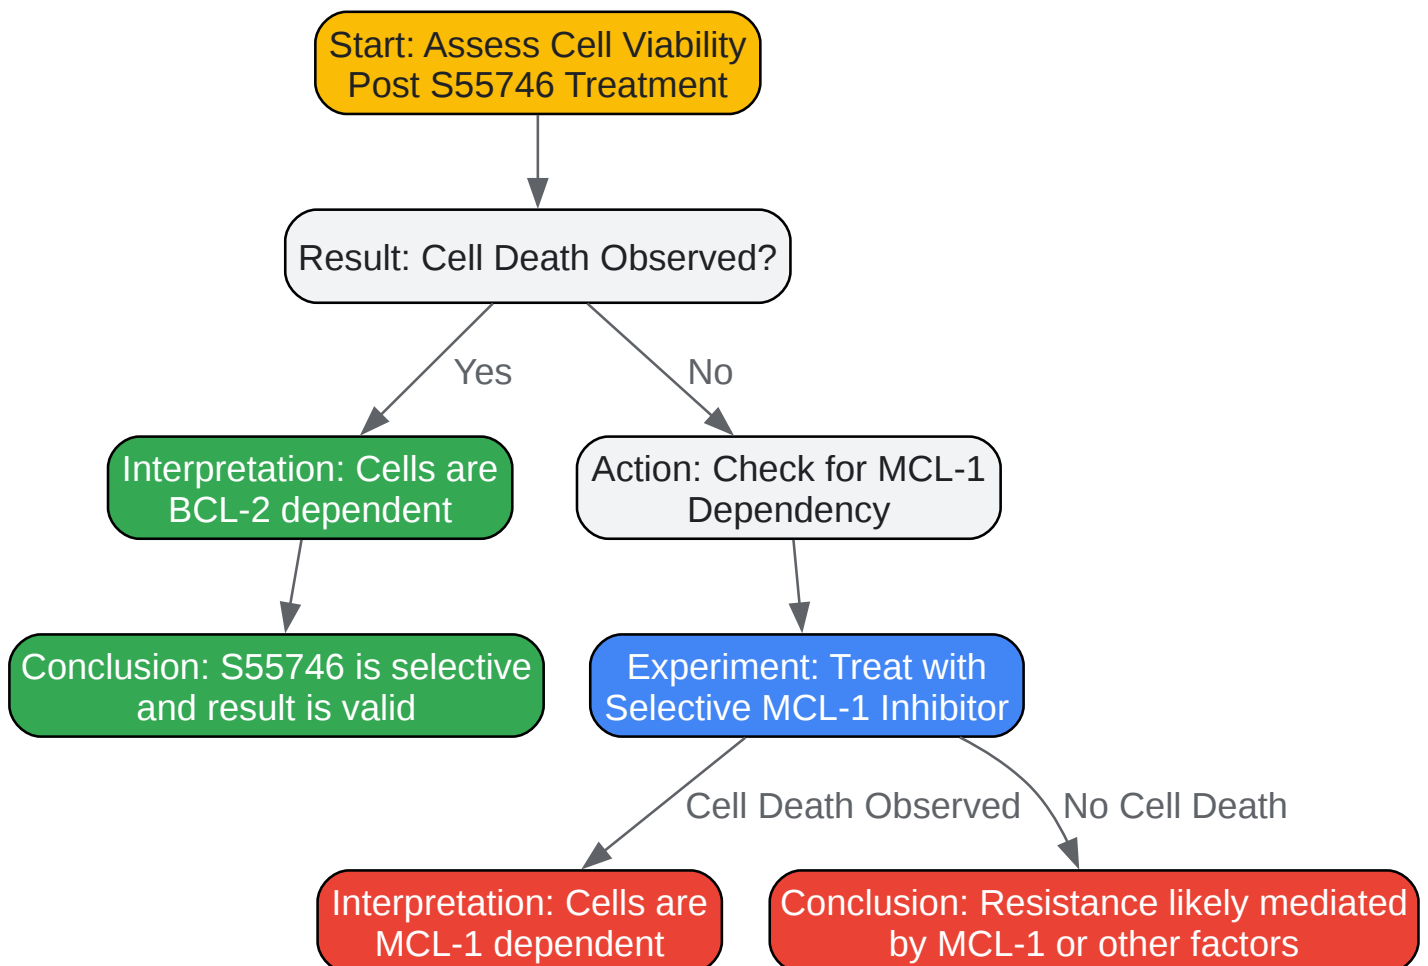 Start: Assess Cell Viability
Post S55746 Treatment
Result: Cell Death Observed?
Yes
No
Interpretation: Cells are
BCL-2 dependent
Action: Check for MCL-1
Dependency
Conclusion: S55746 is selective
and result is valid
Experiment: Treat with
Selective MCL-1 Inhibitor
Cell Death Observed
No Cell Death
Interpretation: Cells are
MCL-1 dependent
Conclusion: Resistance likely mediated
by MCL-1 or other factors